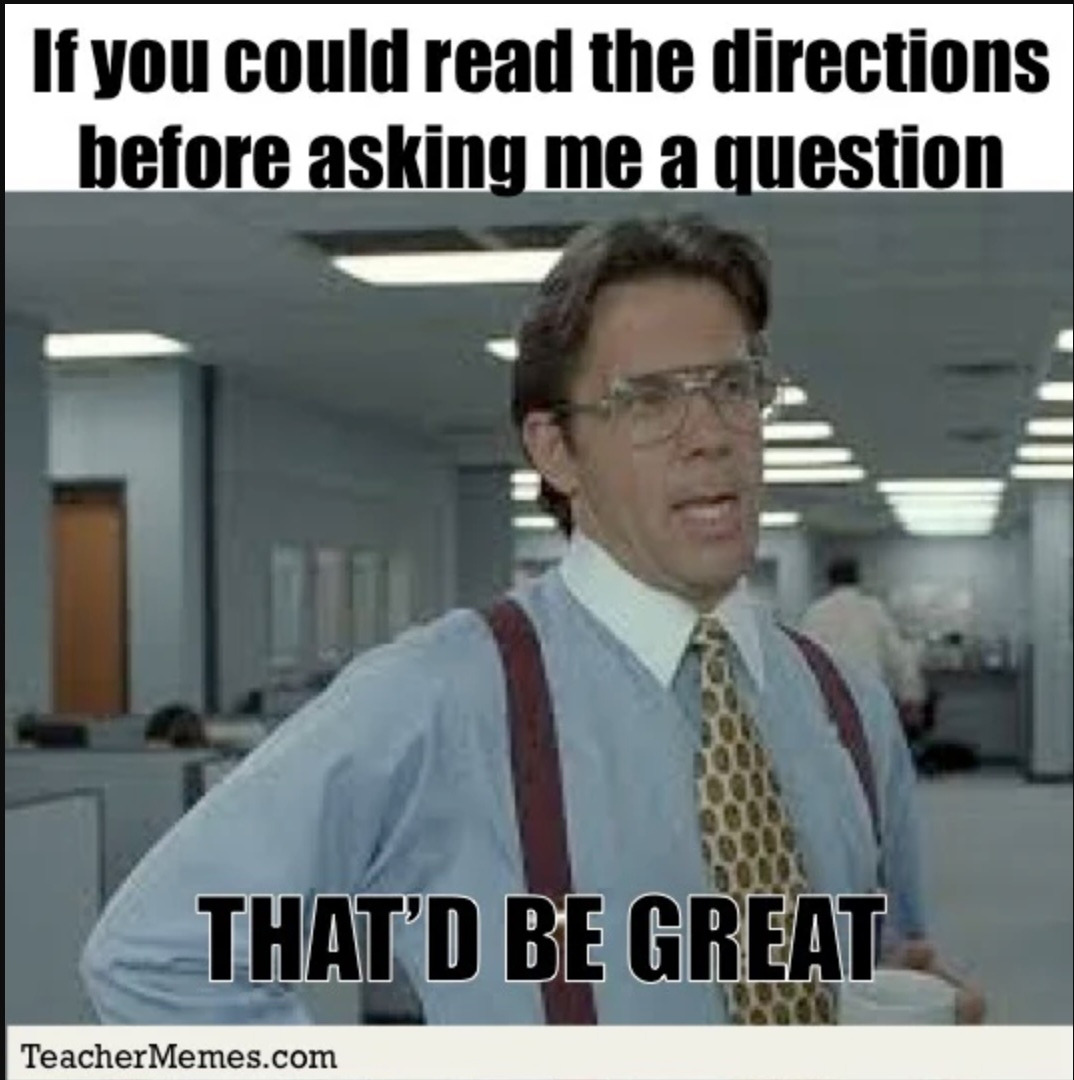 If you could read the directions
before asking me a question
THAT'D BE GREAT
TeacherMemes.com